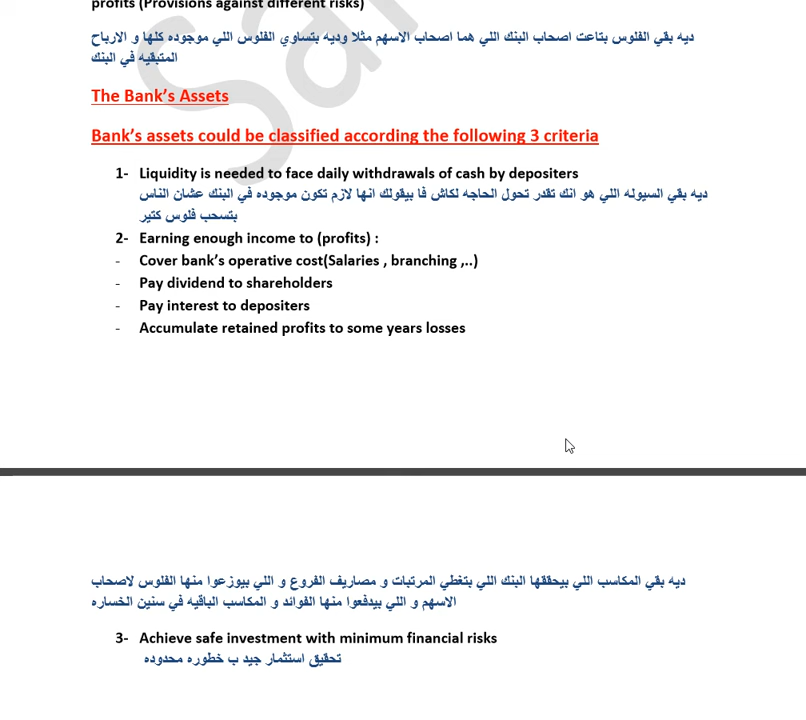 profits (Provisions against different risks)
ديه بقي الفلوس بتاعت اصحاب البنك اللي هما اصحاب الاسهم مثلا وديه بتساوي الفلوس اللي موجوده كلها و الارباح
المتبقيه في البنك
The Bank's Assets
Bank's assets could be classified according the following 3 criteria
1- Liquidity is needed to face daily withdrawals of cash by depositers
ديه بقي السيوله اللي هو انك تقدر تحول الحاجه لكاش فا بيقولك انها لازم تكون موجوده في البنك عشان الناس
بتسحب فلوس كتير
2- Earning enough income to (profits) :
- Cover bank's operative cost(Salaries , branching ,..)
- Pay dividend to shareholders
- Pay interest to depositers
- Accumulate retained profits to some years losses
ديه بقي المكاسب اللي بيحققها البنك اللي بتغطي المرتبات و مصاريف الفروع و اللي بيوزعوا منها الفلوس لاصحاب
الاسهم و اللي بيدفعوا منها الفوائد و المكاسب الباقيه في سنين الخساره
3- Achieve safe investment with minimum financial risks
تحقيق استثمار جيد ب خطوره محدوده